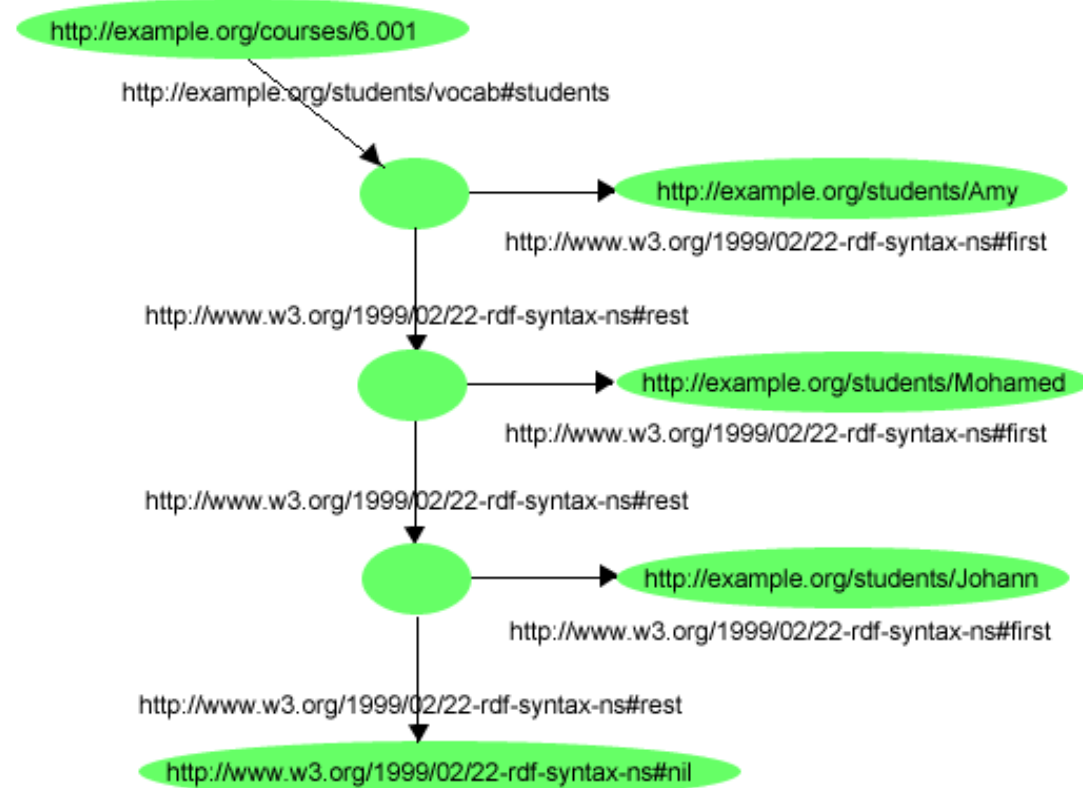 http://example.org/courses/6.001
http://example.org/students/vocab#students
http://example.org/students/Amy
http://www.w3.org/1999/02/22-rdf-syntax-ns#first
http://www.w3.org/1999/02/22-rdf-syntax-ns#rest
http://example.org/students/Mohamed
http://www.w3.org/1999/02/22-rdf-syntax-ns#first
http://www.w3.org/1999/02/22-rdf-syntax-ns#rest
http://example.org/students/Johann
http://www.w3.org/1999/02/22-rdf-syntax-ns#first
http://www.w3.org/1999/02/22-rdf-syntax-ns#rest
http://www.w3.org/1999/02/22-rdf-syntax-ns#nil